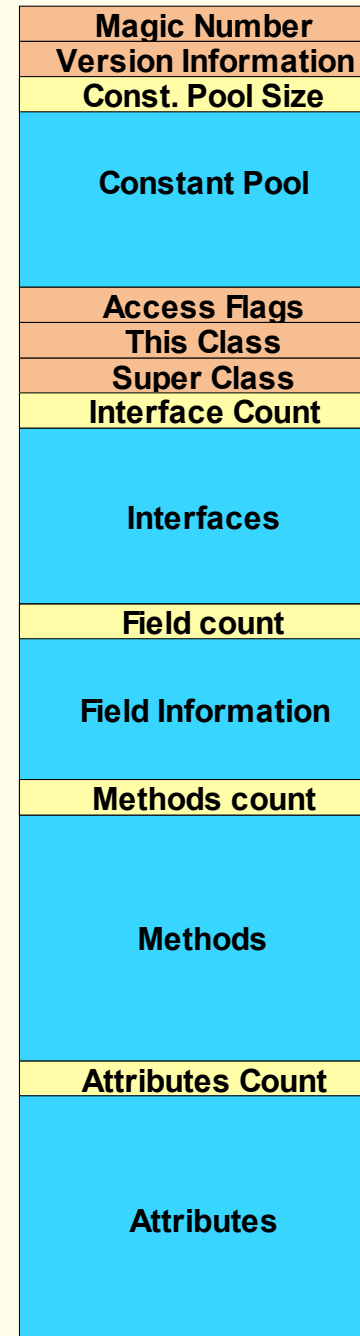 Magic Number
Version Information
Const. Pool Size
Constant Pool
Access Flags
This Class
Super Class
Interface Count
Interfaces
Field count
Field Information
Methods count
Methods
Attributes Count
Attributes